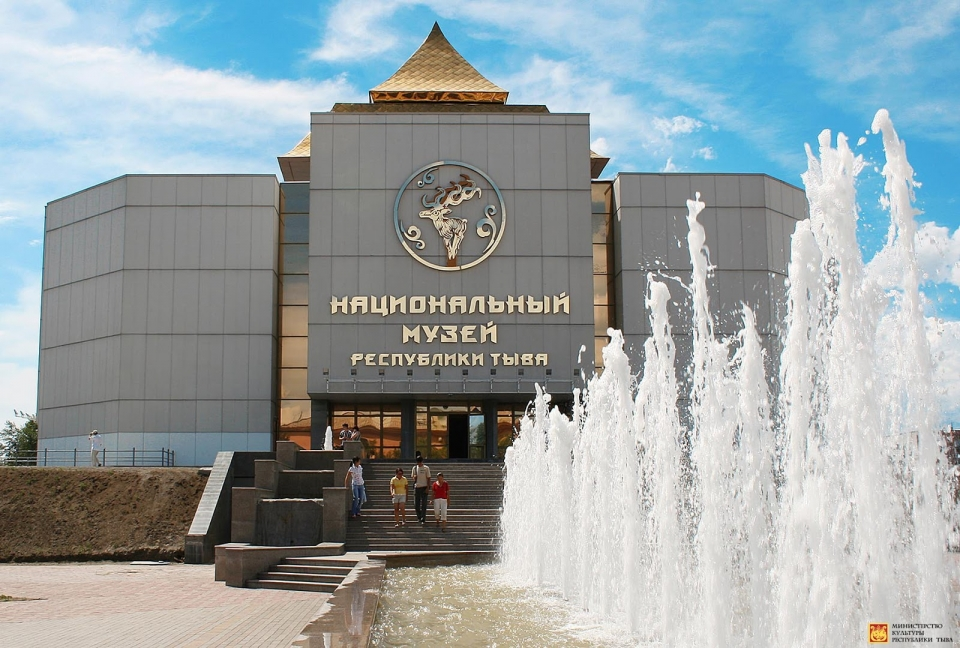 НАЦИОНАЛЬНЫЙ
МУЗЕЙ
РЕСПУБЛИКИ ТЫВА
МИНИСТЕРСТВО
КУЛЬТУРЫ
РЕСПУБЛИКИ ТЫВА